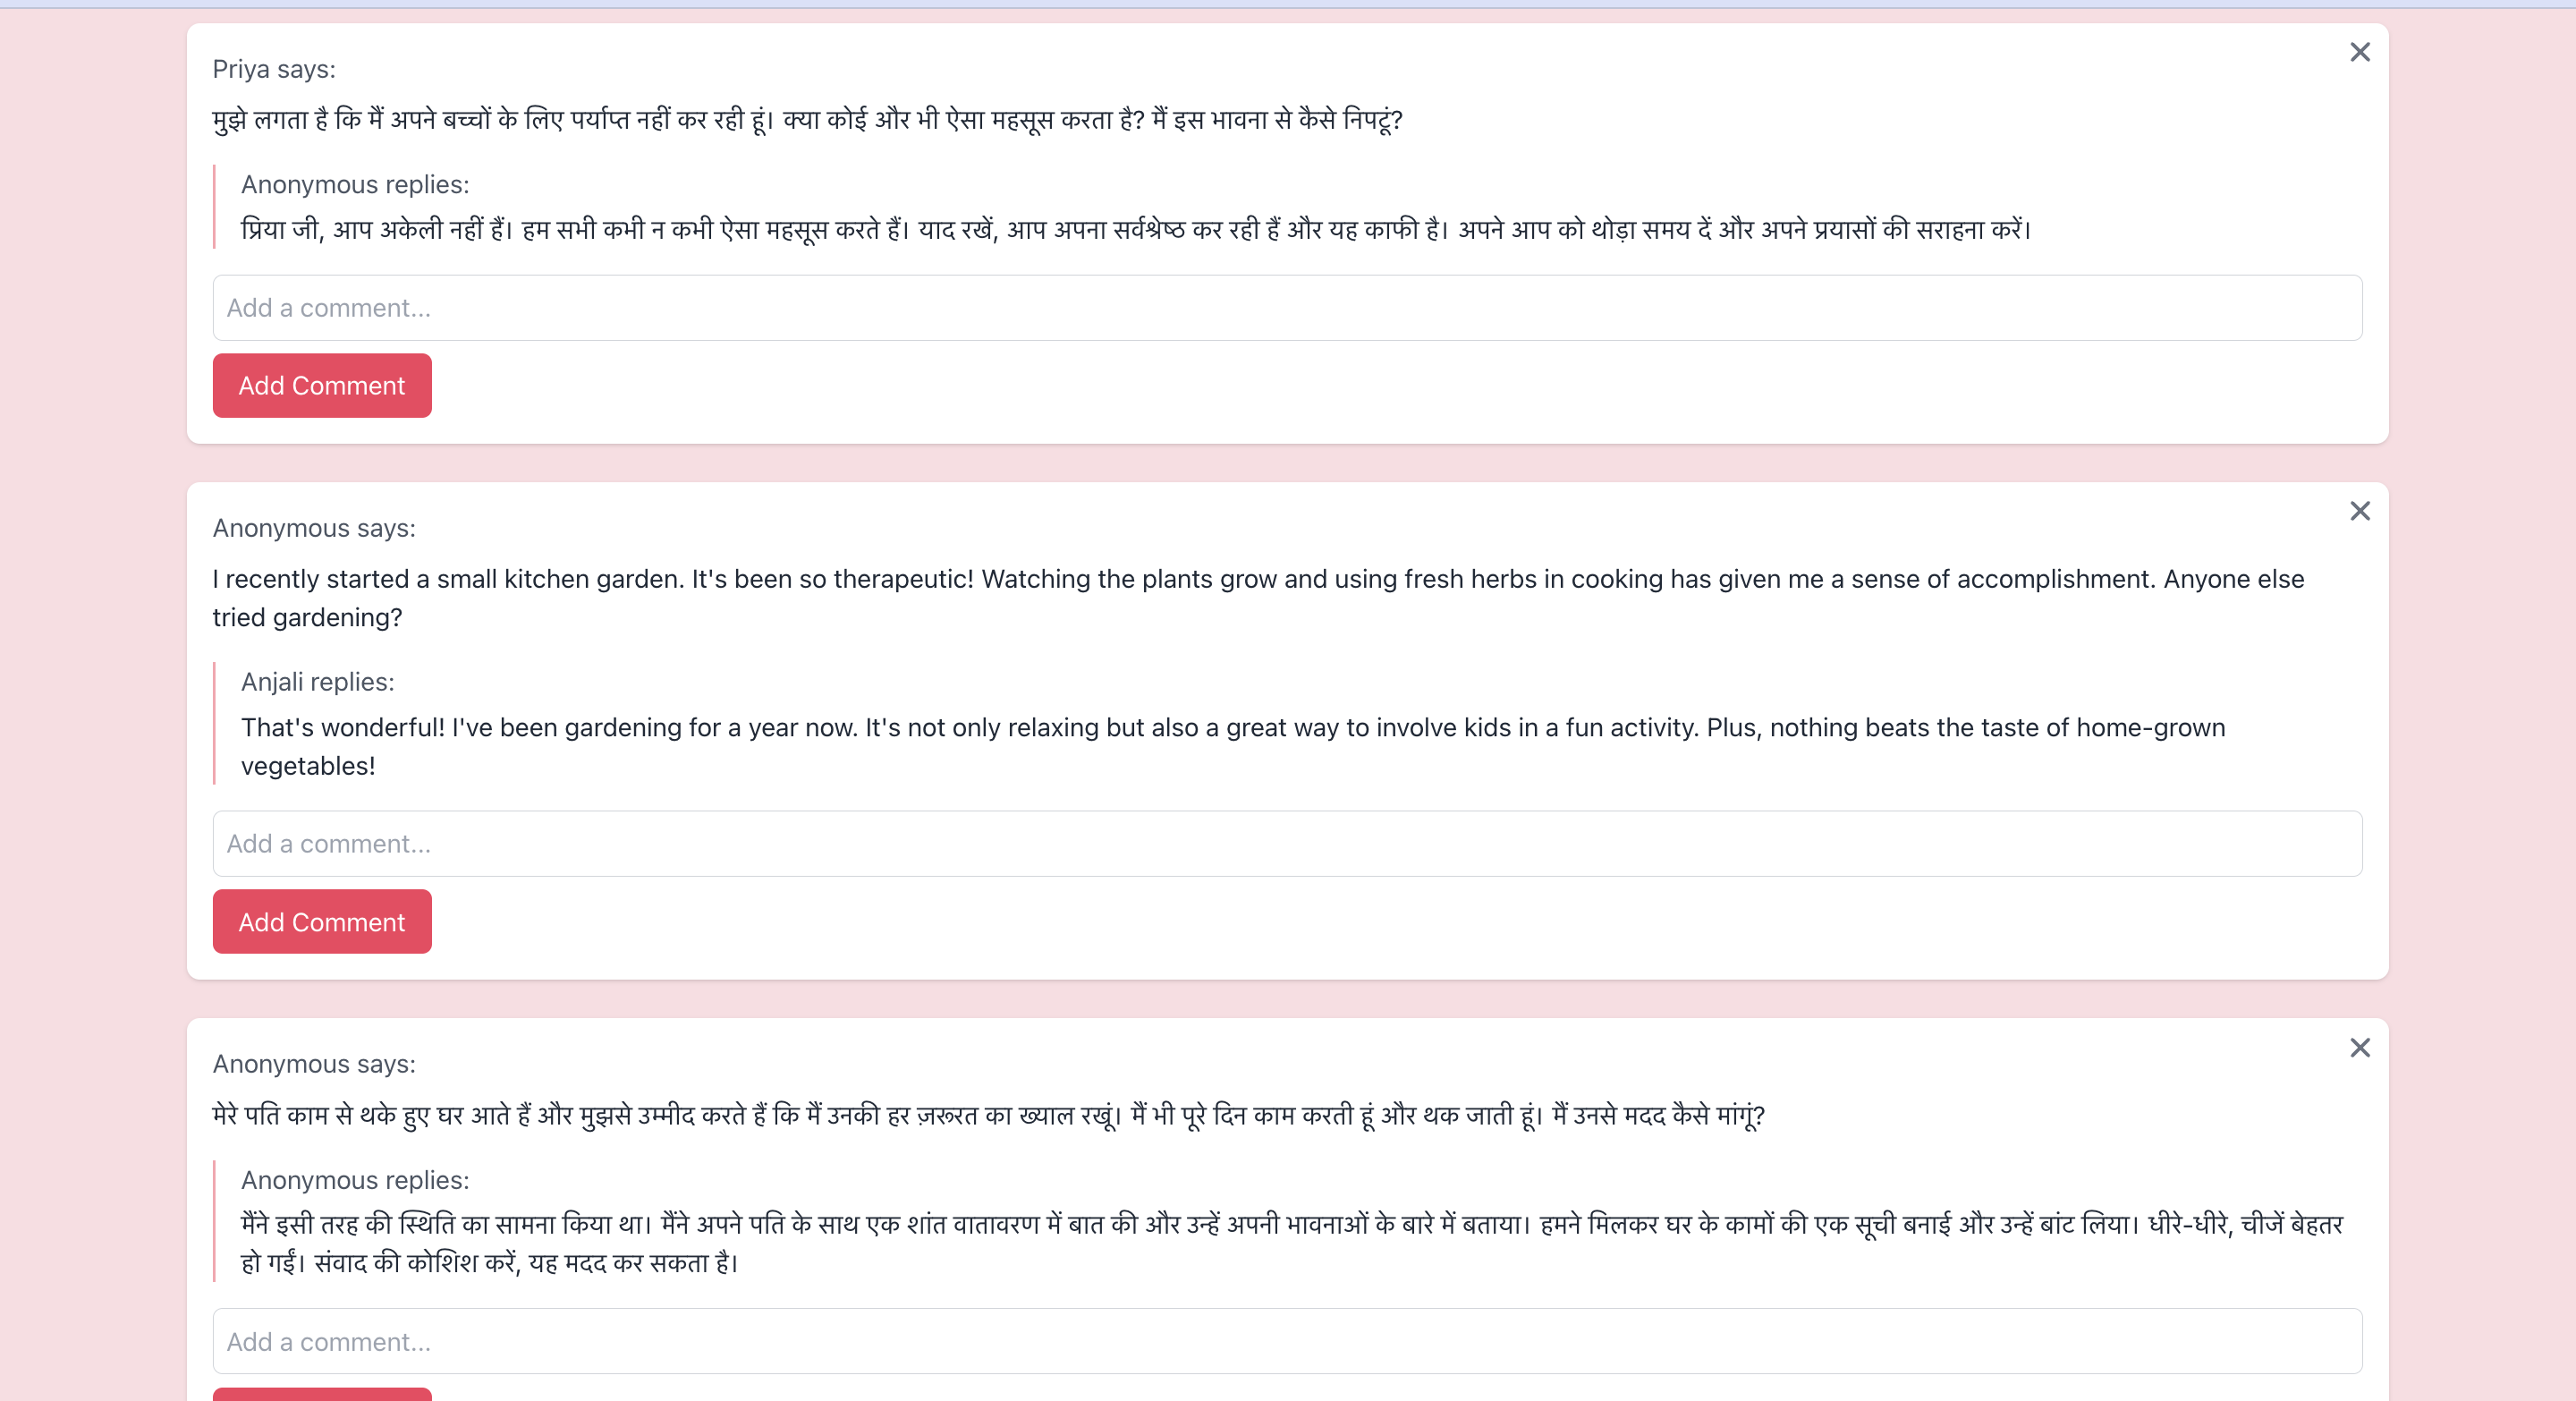 Priya says:
मुझे लगता है कि मैं अपने बच्चों के लिए पर्याप्त नहीं कर रही हूं। क्या कोई और भी ऐसा महसूस करता है? मैं इस भावना से कैसे निपटूं?
Anonymous replies:
प्रिया जी, आप अकेली नहीं हैं। हम सभी कभी न कभी ऐसा महसूस करते हैं। याद रखें, आप अपना सर्वश्रेष्ठ कर रही हैं और यह काफी है। अपने आप को थोड़ा समय दें और अपने प्रयासों की सराहना करें।
Add a comment...
Add Comment
Anonymous says:
I recently started a small kitchen garden. It's been so therapeutic! Watching the plants grow and using fresh herbs in cooking has given me a sense of accomplishment. Anyone else
tried gardening?
Anjali replies:
That's wonderful! I've been gardening for a year now. It's not only relaxing but also a great way to involve kids in a fun activity. Plus, nothing beats the taste of home-grown
vegetables!
Add a comment...
Add Comment
Anonymous says:
मेरे पति काम से थके हुए घर आते हैं और मुझसे उम्मीद करते हैं कि मैं उनकी हर ज़रूरत का ख्याल रखूं। मैं भी पूरे दिन काम करती हूं और थक जाती हूं। मैं उनसे मदद कैसे मांगूं?
Anonymous replies:
मैंने इसी तरह की स्थिति का सामना किया था। मैंने अपने पति के साथ एक शांत वातावरण में बात की और उन्हें अपनी भावनाओं के बारे में बताया। हमने मिलकर घर के कामों की एक सूची बनाई और उन्हें बांट लिया। धीरे-धीरे, चीजें बेहतर
हो गईं। संवाद की कोशिश करें, यह मदद कर सकता है।
Add a comment...